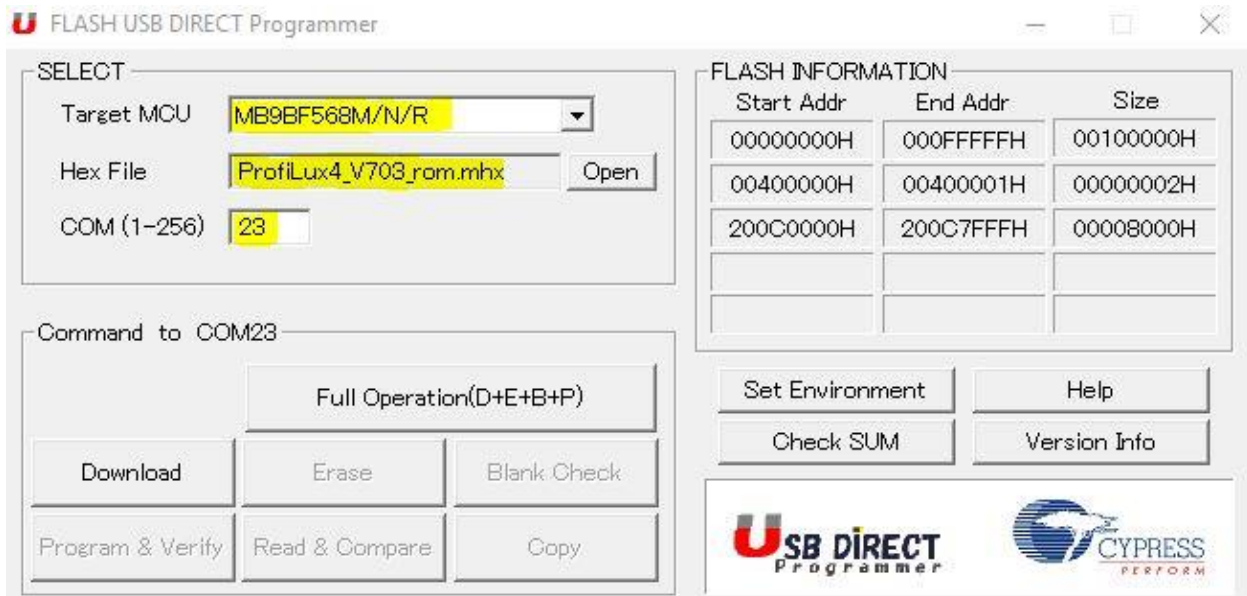 FLASH USB DIRECT Programmer
SELECT
Target MCU MB9BF568M/N/R
Hex File ProfiLux4_V703_rom.mhx Open
COM (1-256) 23
Command to COM23
Full Operation(D+E+B+P)
Download Erase Blank Check
Program & Verify Read & Compare Copy
FLASH INFORMATION
Start Addr End Addr Size
00000000H 000FFFFFH 00100000H
00400000H 00400001H 00000002H
200C0000H 200C7FFFH 00008000H
Set Environment Help
Check SUM Version Info
USB DIRECT
Programmer
CYPRESS
PERFORM